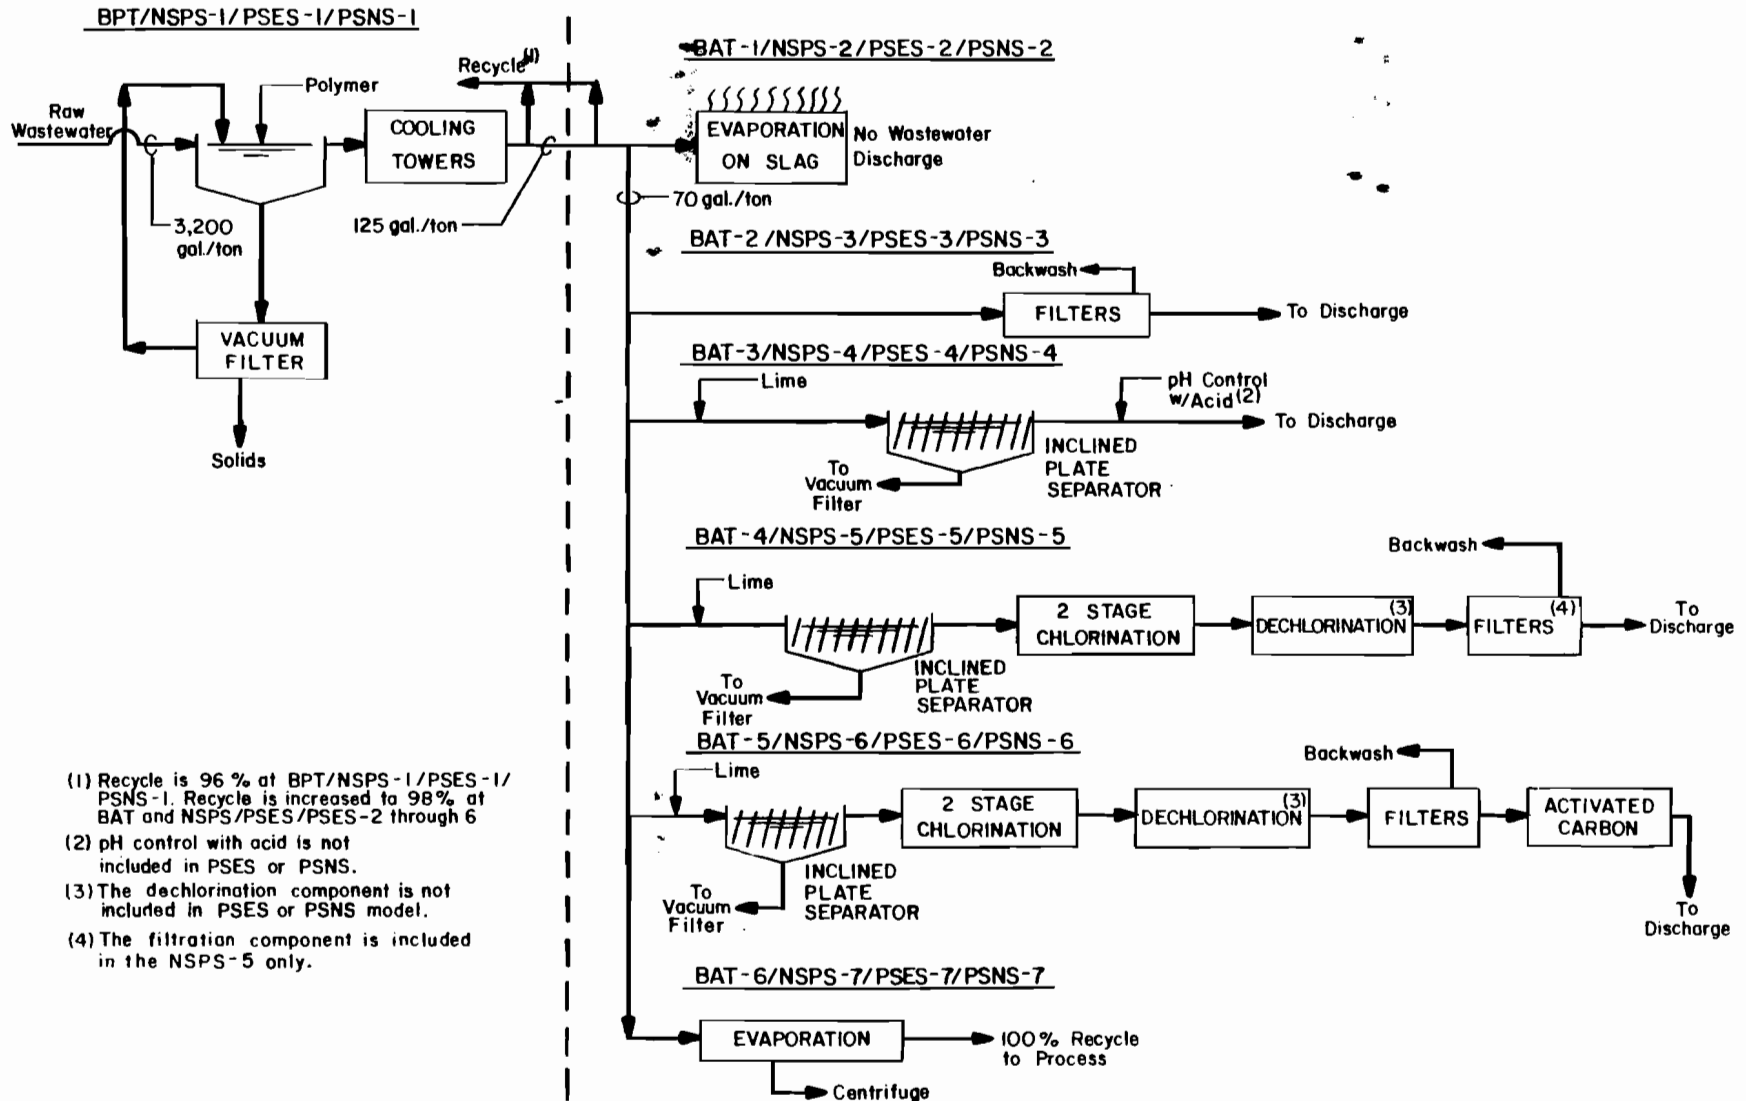 BPT/NSPS-1/PSES-1/PSNS-1
Recycle(1)
Polymer
Raw
Wastewater
COOLING
TOWERS
3,200
gal./ton
125 gal./ton
VACUUM
FILTER
Solids
BAT-1/NSPS-2/PSES-2/PSNS-2
EVAPORATION
ON SLAG
No Wastewater
Discharge
70 gal./ton
BAT-2/NSPS-3/PSES-3/PSNS-3
Backwash
FILTERS
To Discharge
BAT-3/NSPS-4/PSES-4/PSNS-4
Lime
pH Control
w/Acid(2)
To Discharge
INCLINED
PLATE
SEPARATOR
To
Vacuum
Filter
BAT-4/NSPS-5/PSES-5/PSNS-5
Backwash
Lime
2 STAGE
CHLORINATION
DECHLORINATION(3)
FILTERS(4)
To
Discharge
INCLINED
PLATE
SEPARATOR
To
Vacuum
Filter
BAT-5/NSPS-6/PSES-6/PSNS-6
Backwash
Lime
2 STAGE
CHLORINATION
DECHLORINATION(3)
FILTERS
ACTIVATED
CARBON
INCLINED
PLATE
SEPARATOR
To
Vacuum
Filter
To
Discharge
BAT-6/NSPS-7/PSES-7/PSNS-7
EVAPORATION
100% Recycle
to Process
Centrifuge
(1) Recycle is 96 % at BPT/NSPS-1/PSES-1/
PSNS-1. Recycle is increased to 98% at
BAT and NSPS/PSES/PSES-2 through 6
(2) pH control with acid is not
included in PSES or PSNS.
(3) The dechlorination component is not
included in PSES or PSNS model.
(4) The filtration component is included
in the NSPS-5 only.